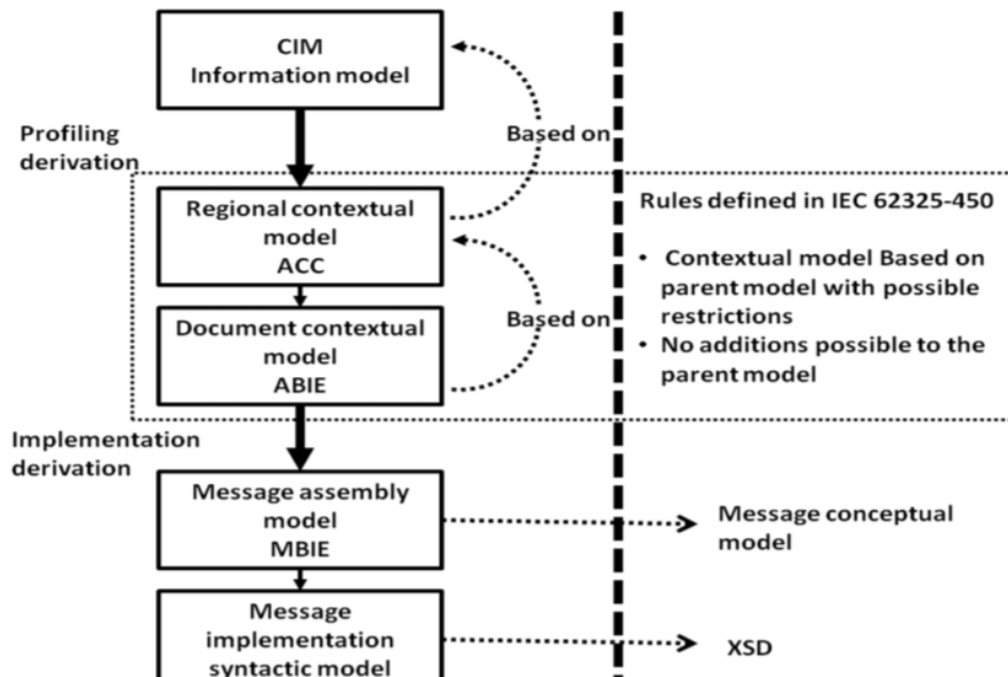 CIM
Information model
Based on
Profiling
derivation
Regional contextual
model
ACC
Rules defined in IEC 62325-450
• Contextual model Based on
parent model with possible
restrictions
• No additions possible to the
parent model
Based on
Document contextual
model
ABIE
Implementation
derivation
Message assembly
model
MBIE
Message conceptual
model
Message
implementation
syntactic model
XSD